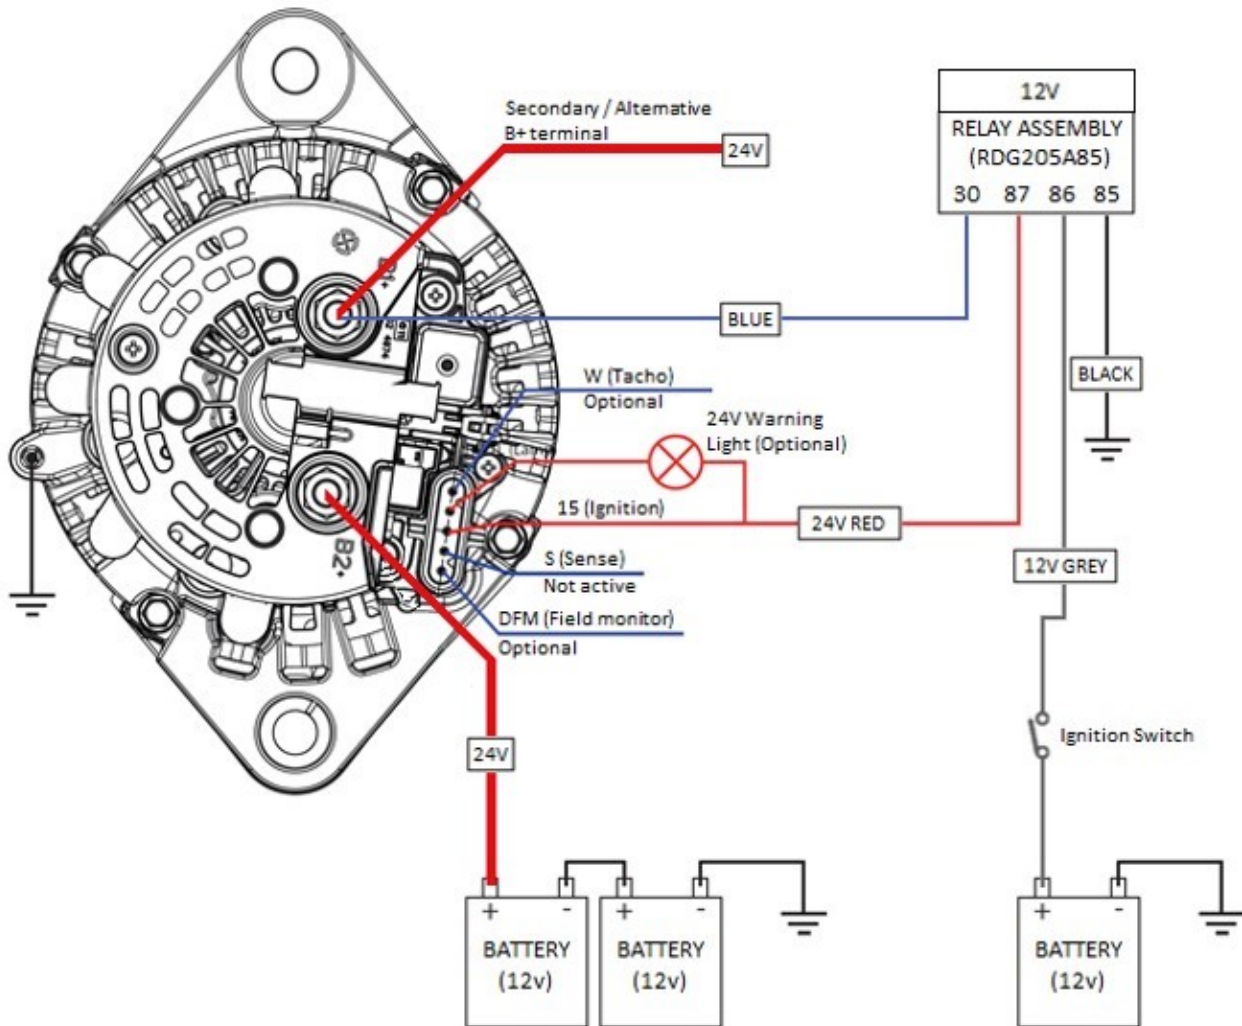 Secondary / Alternative
B+ terminal
24V
12V
RELAY ASSEMBLY
(RDG205A85)
30 87 86 85
BLUE
BLACK
W (Tacho)
Optional
24V Warning
Light (Optional)
15 (Ignition)
24V RED
S (Sense)
Not active
12V GREY
DFM (Field monitor)
Optional
B2+
24V
Ignition Switch
+ -
BATTERY
(12v)
+ -
BATTERY
(12v)
+ -
BATTERY
(12v)